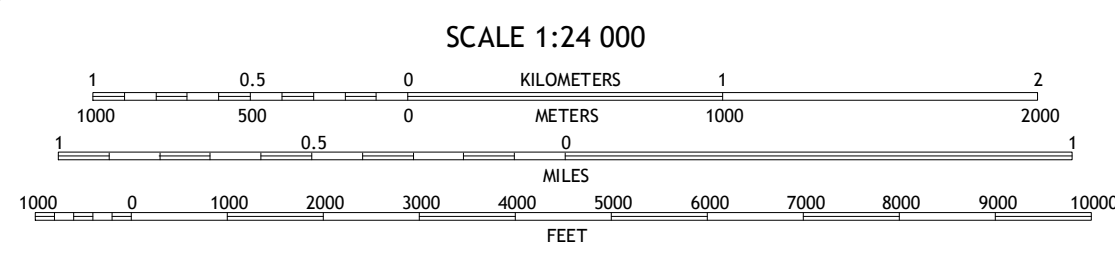 SCALE 1:24 000
1 0.5 0 KILOMETERS 1 2
1000 500 0 METERS 1000 2000
1 0.5 0 1
MILES
1000 0 1000 2000 3000 4000 5000 6000 7000 8000 9000 10000
FEET